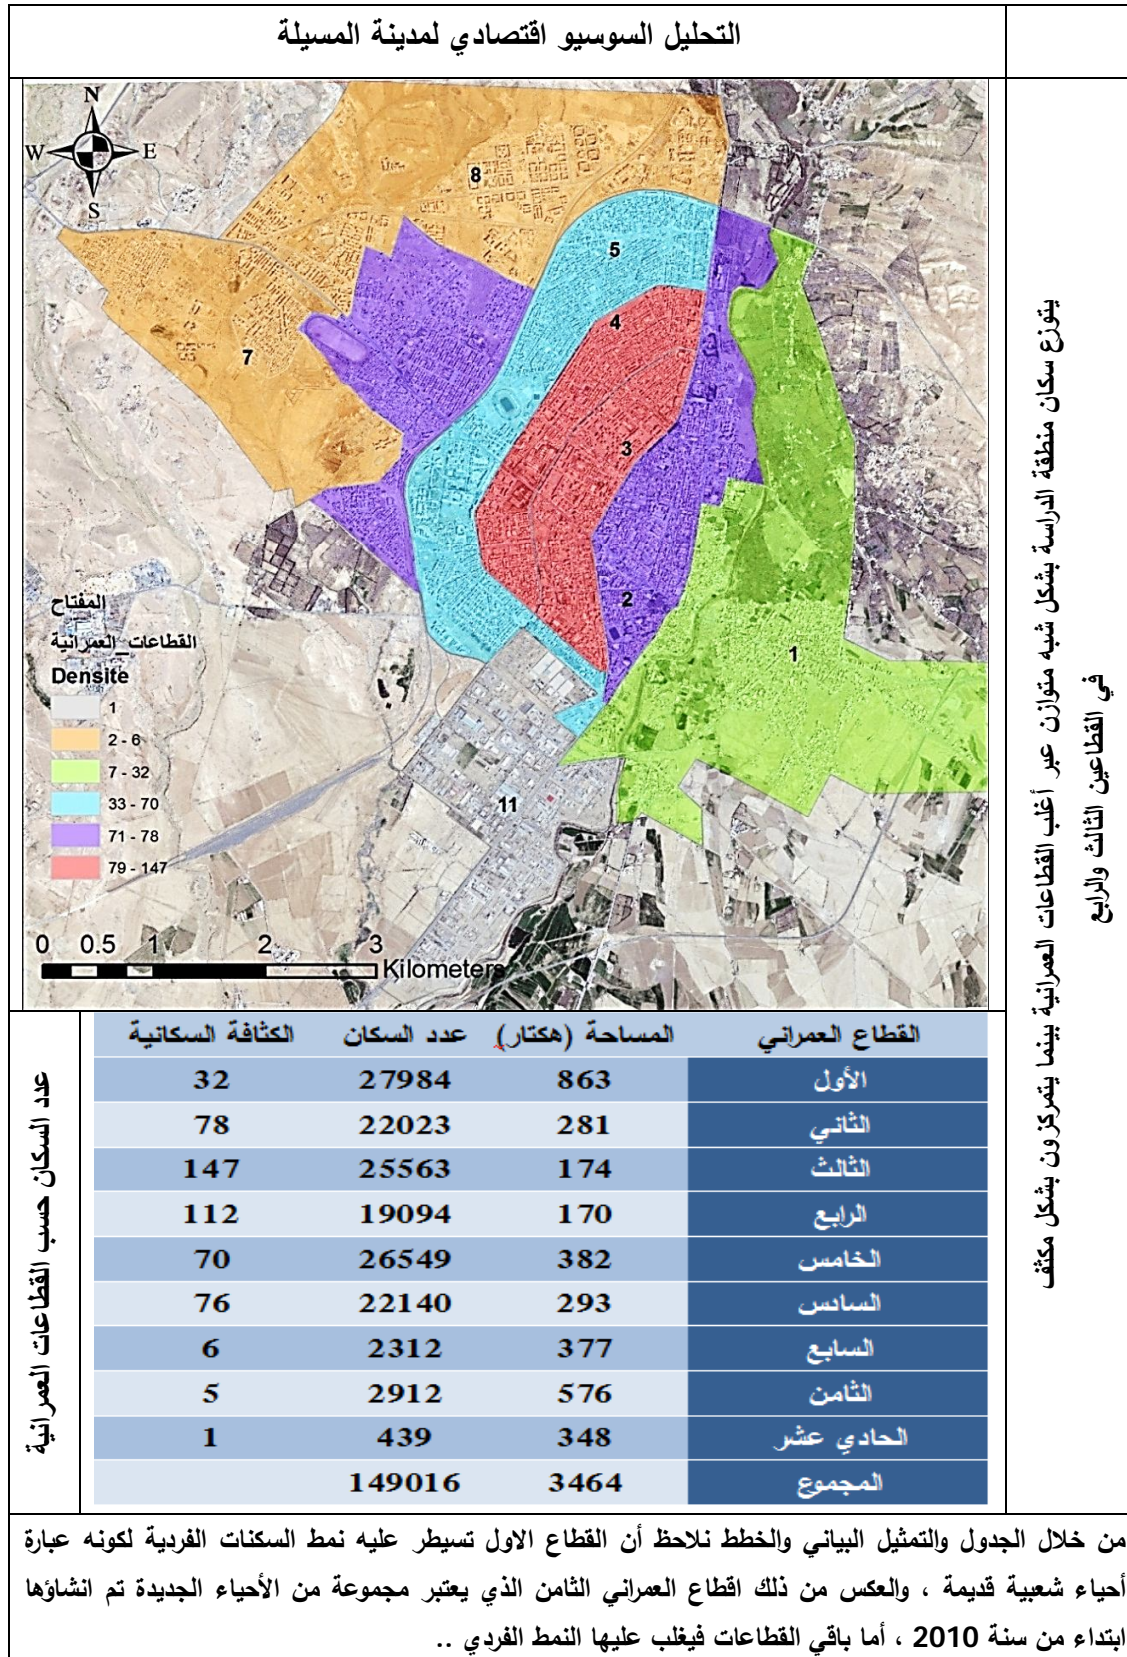 التحليل السوسيو اقتصادي لمدينة المسيلة
N
W E
S
8
5
4
7
3
2
1
11
المفتاح
القطاعات_العمرانية
Densite
1
2 - 6
7 - 32
33 - 70
71 - 78
79 - 147
0 0.5 1 2 3
Kilometers
يتوزع سكان منطقة الدراسة بشكل شبه متوازن عبر أغلب القطاعات العمرانية بينما يتمركزون بشكل مكثف
في القطاعين الثالث والرابع
القطاع العمراني المساحة (هكتار) عدد السكان الكثافة السكانية
الأول 863 27984 32
الثاني 281 22023 78
الثالث 174 25563 147
الرابع 170 19094 112
الخامس 382 26549 70
السادس 293 22140 76
السابع 377 2312 6
الثامن 576 2912 5
الحادي عشر 348 439 1
المجموع 3464 149016
عدد السكان حسب القطاعات العمرانية
من خلال الجدول والتمثيل البياني والخطط نلاحظ أن القطاع الاول تسيطر عليه نمط السكنات الفردية لكونه عبارة
أحياء شعبية قديمة ، والعكس من ذلك اقطاع العمراني الثامن الذي يعتبر مجموعة من الأحياء الجديدة تم انشاؤها
ابتداء من سنة 2010 ، أما باقي القطاعات فيغلب عليها النمط الفردي ..